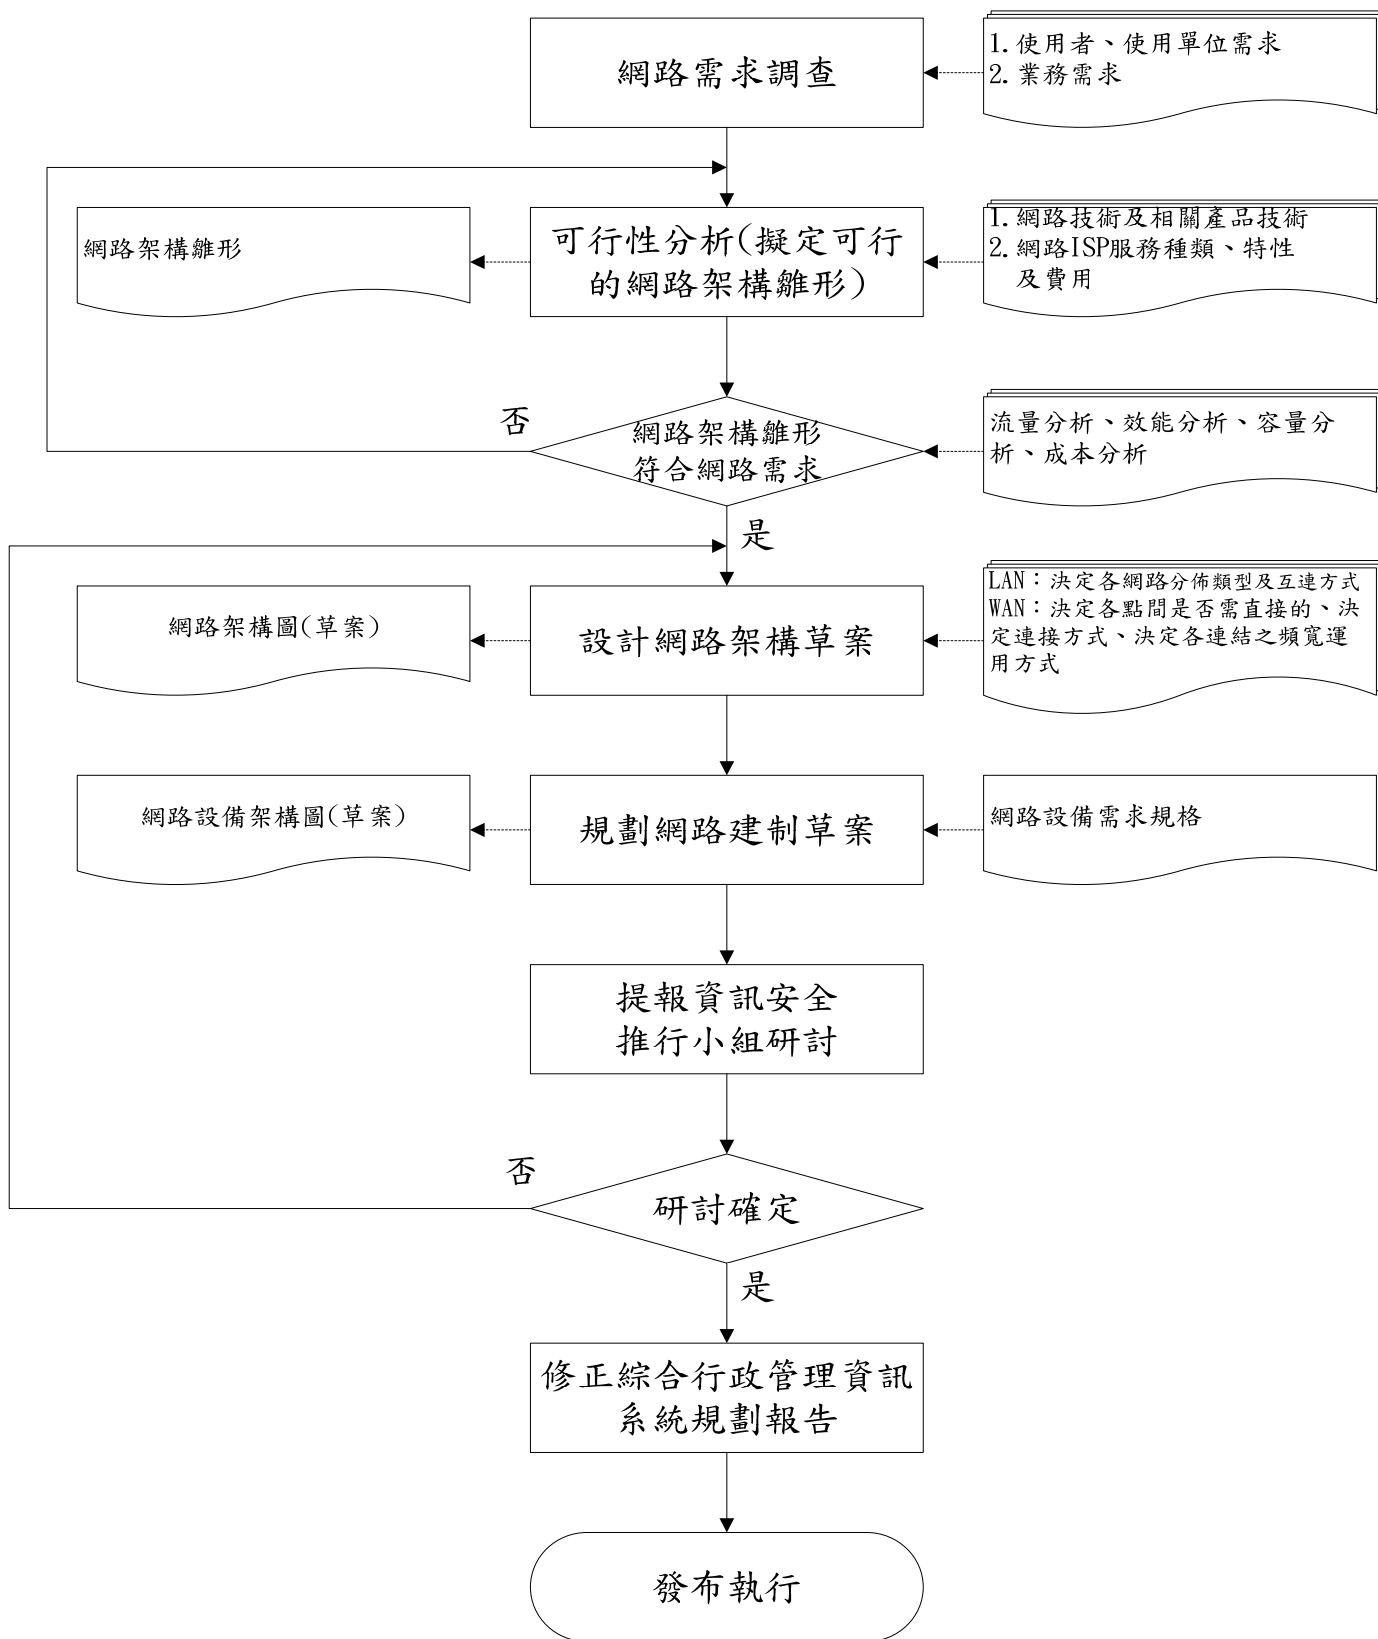 網路需求調查
1.使用者、使用單位需求
2.業務需求
網路架構雛形
可行性分析(擬定可行
的網路架構雛形)
1.網路技術及相關產品技術
2.網路ISP服務種類、特性
及費用
否
網路架構雛形
符合網路需求
流量分析、效能分析、容量分
析、成本分析
是
網路架構圖(草案)
設計網路架構草案
LAN：決定各網路分佈類型及互連方式
WAN：決定各點間是否需直接的、決
定連接方式、決定各連結之頻寬運
用方式
網路設備架構圖(草案)
規劃網路建制草案
網路設備需求規格
提報資訊安全
推行小組研討
否
研討確定
是
修正綜合行政管理資訊
系統規劃報告
發布執行